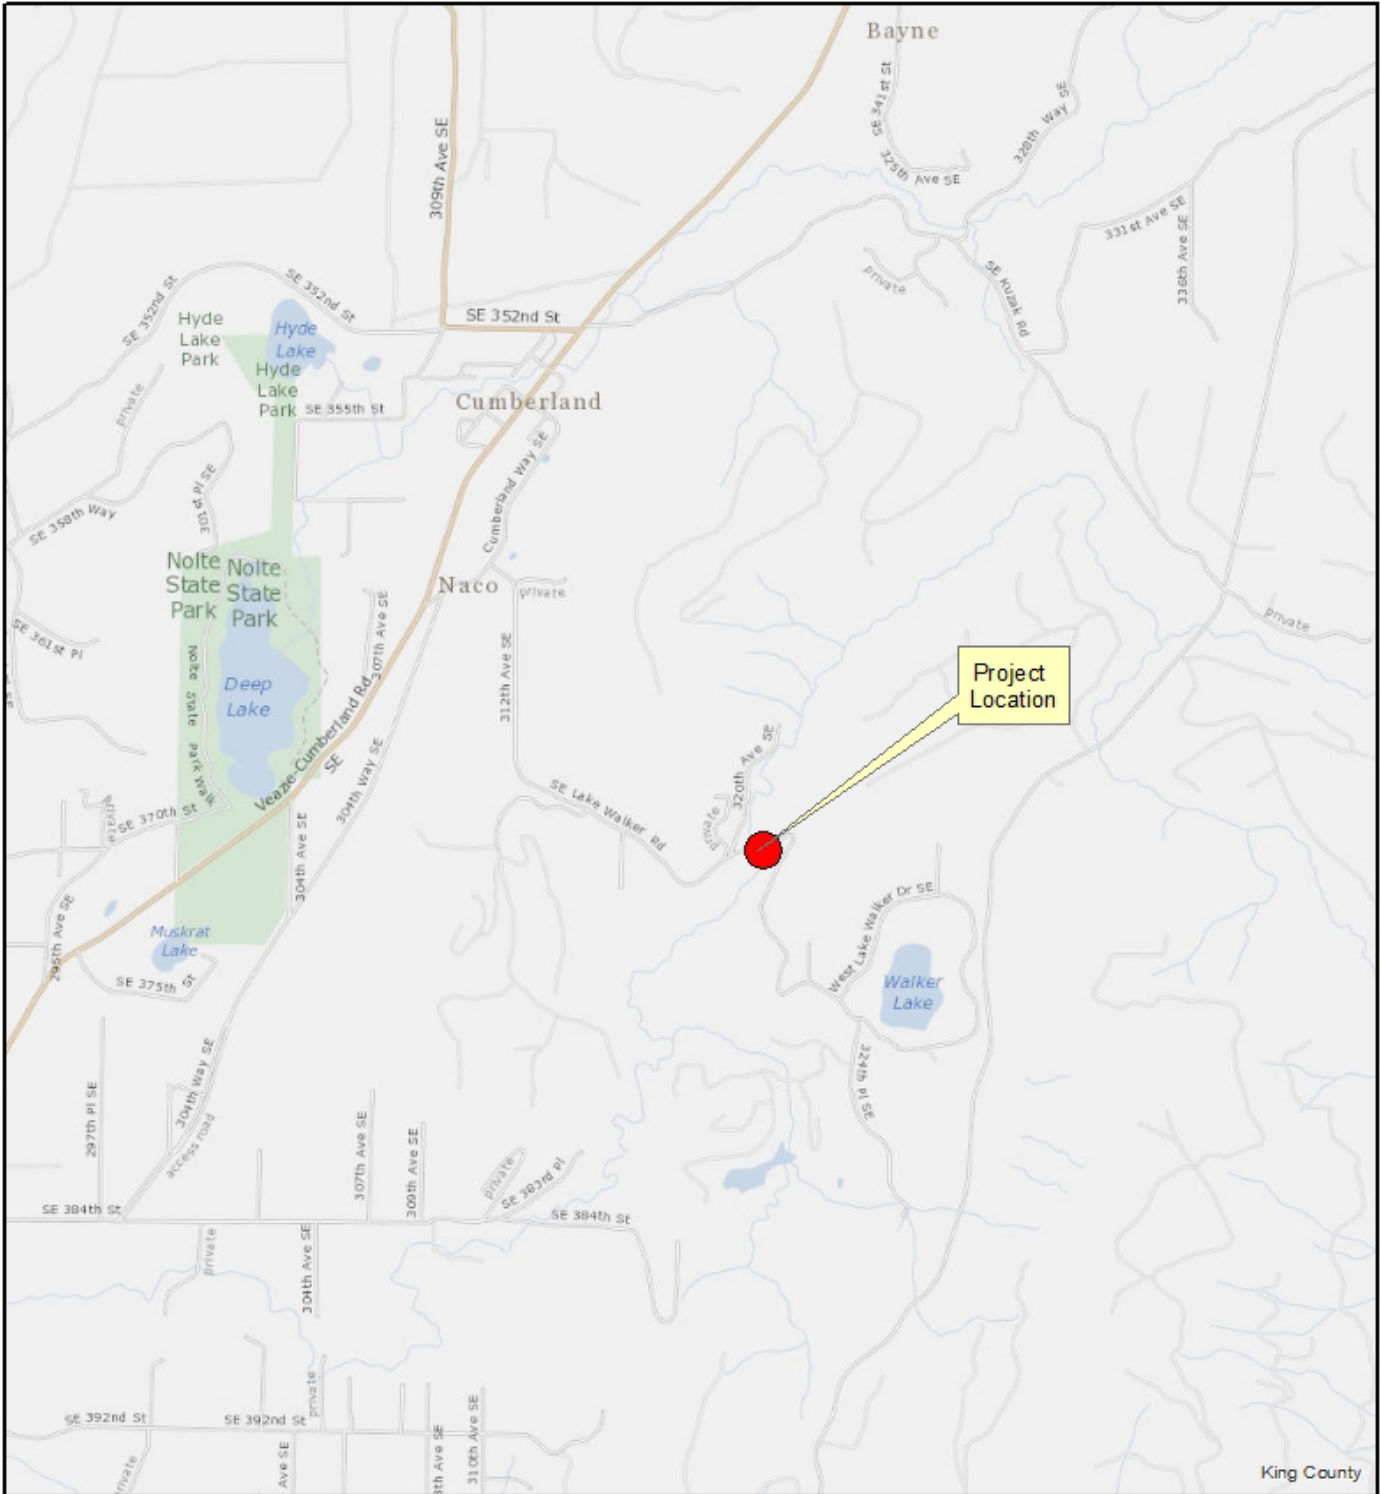 Bayne
SE 341st St
325th Ave SE
328th Way SE
309th Ave SE
331st Ave SE
336th Ave SE
private
SE Kuzak Rd
SE 352nd St
SE 352nd St
SE 352nd St
Hyde
Lake
Park
Hyde
Lake
Hyde
Lake
Park
SE 355th St
private
Cumberland
Cumberland Way SE
301st Pl SE
SE 358th Way
Nolte
State
Park
Nolte
State
Park
Naco
private
private
SE 361st Pl
307th Ave SE
312th Ave SE
Nolte State Park Walk
Deep
Lake
Project
Location
Veazie-Cumberland Rd
SE
304th Way SE
320th Ave SE
private
SE Lake Walker Rd
private
SE 370th St
304th Ave SE
West Lake Walker Dr SE
296th Ave SE
Muskrat
Lake
SE 375th St
Walker
Lake
324th Pl SE
304th Way SE
access road
297th Pl SE
307th Ave SE
309th Ave SE
private
SE 383rd Pl
SE 384th St
SE 384th St
private
304th Ave SE
private
SE 392nd St
SE 392nd St
Ave SE
310th Ave SE
King County